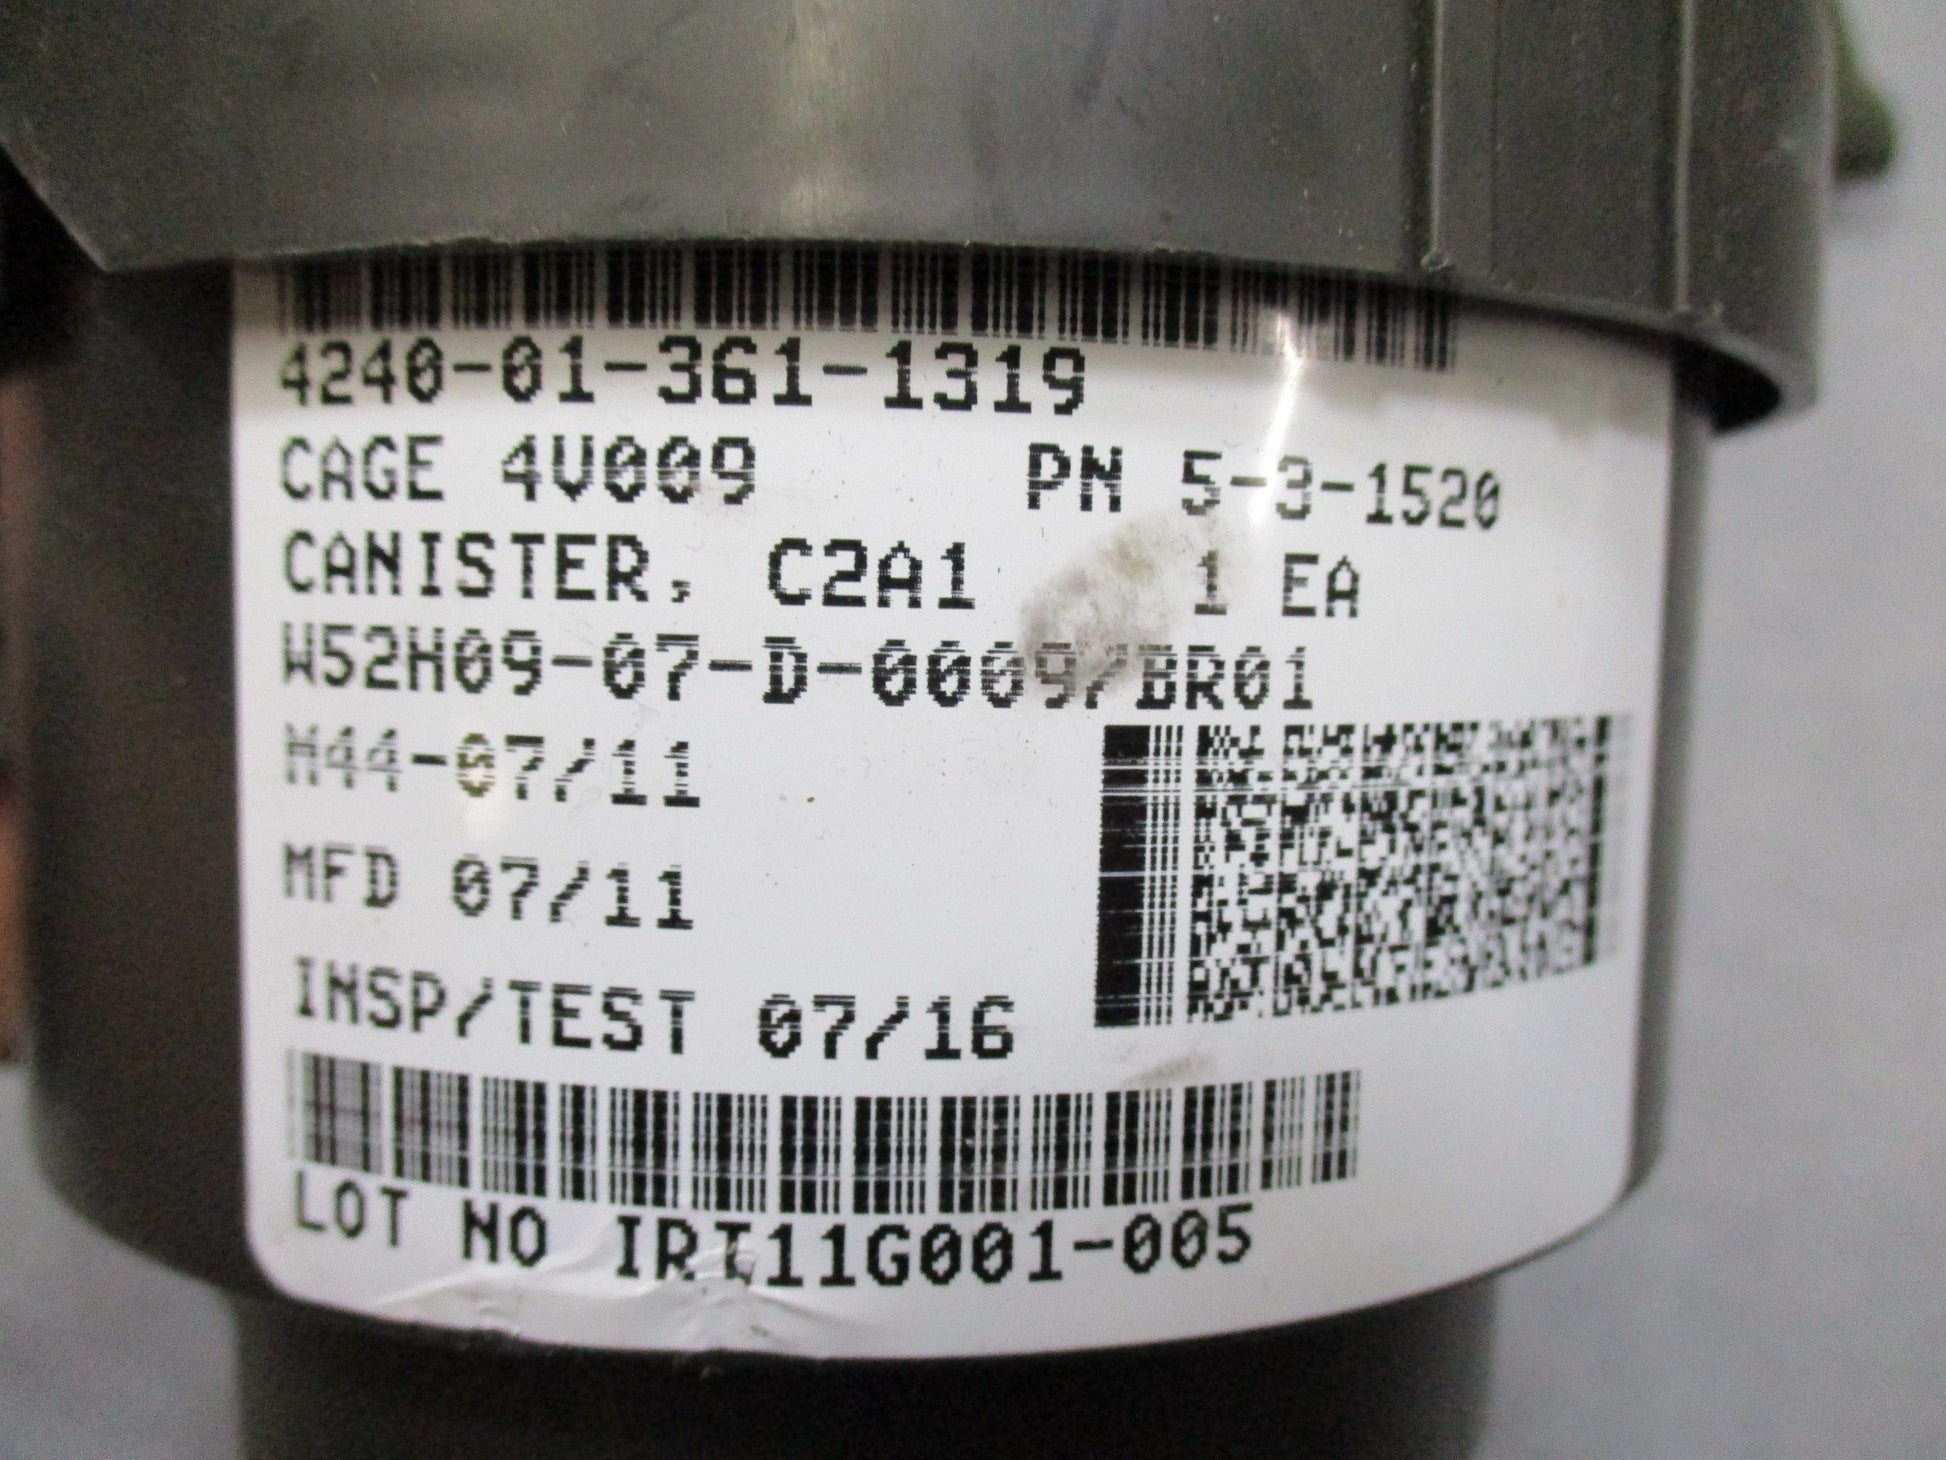 4240-01-361-1319
CAGE 4V009 PN 5-3-1520
CANISTER, C2A1 1 EA
W52H09-07-D-0009/BR01
M44-07/11
MFD 07/11
INSP/TEST 07/16
LOT NO IRI11G001-005